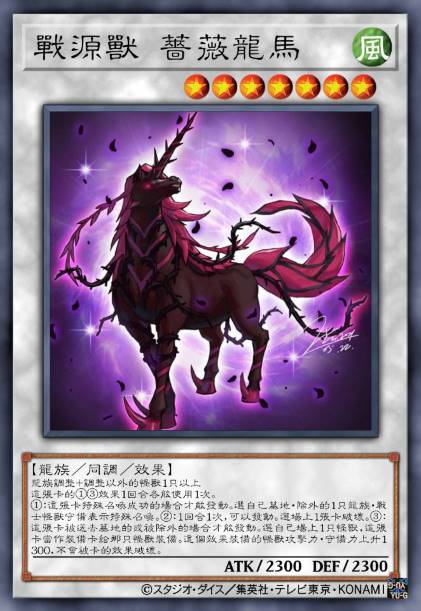 戰源獸 薔薇龍馬
風
【龍族／同調／效果】
龍族調整+調整以外的怪獸1只以上
這張卡的①③效果1回合各能使用1次。
①:這張卡特殊召喚成功的場合才能發動。選自己墓地·除外的1只龍族·戰
士怪獸守備表示特殊召喚。②:1回合1次,可以發動。選場上1張卡破壞。③:
這張卡被送去墓地的或被除外的場合才能發動。選自己場上1只怪獸,這張
卡當作裝備卡給那只怪獸裝備。這個效果裝備的怪獸攻擊力·守備力上升1
300,不會被卡的效果破壞。
ATK/2300 DEF/2300
©スタジオ・ダイス／集英社・テレビ東京・KONAMI